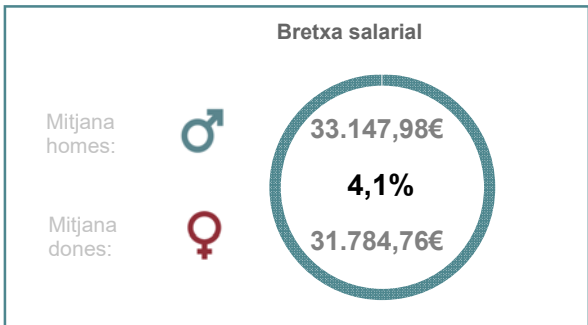 Bretxa salarial
Mitjana
homes:
33.147,98€
4,1%
Mitjana
dones:
31.784,76€